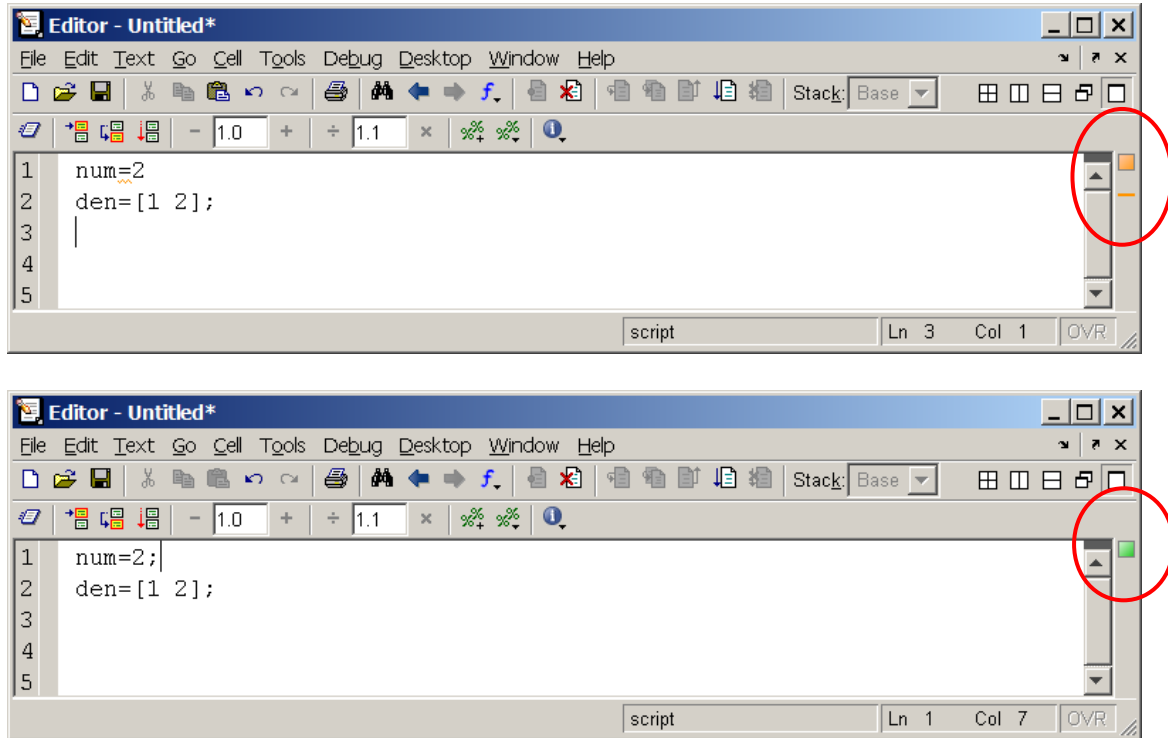 Editor - Untitled*
File Edit Text Go Cell Tools Debug Desktop Window Help
Stack: Base
1.0 + ÷ 1.1 ×
1 num=2
2 den=[1 2];
3
4
5
script Ln 3 Col 1 OVR
Editor - Untitled*
File Edit Text Go Cell Tools Debug Desktop Window Help
Stack: Base
- 1.0 + ÷ 1.1 ×
1 num=2;
2 den=[1 2];
3
4
5
script Ln 1 Col 7 OVR